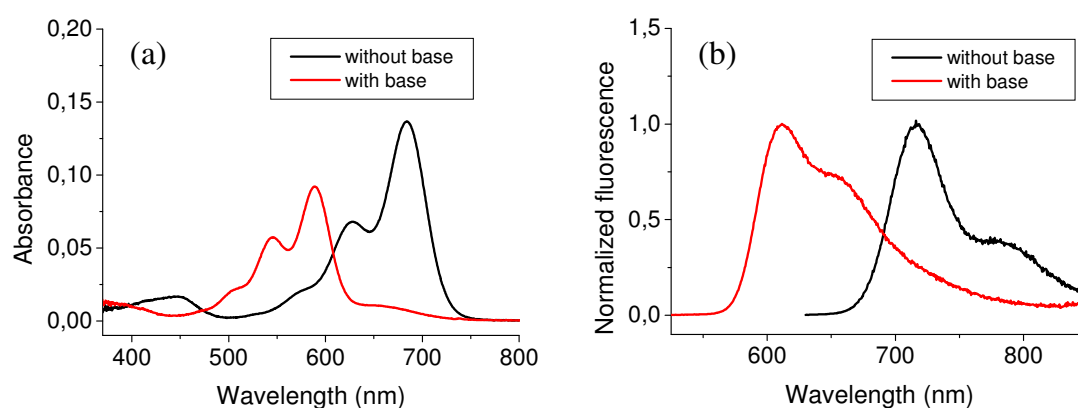 (a)
without base
with base
Absorbance
0,20
0,15
0,10
0,05
0,00
400 500 600 700 800
Wavelength (nm)
(b)
without base
with base
Normalized fluorescence
1,5
1,0
0,5
0,0
600 700 800
Wavelength (nm)